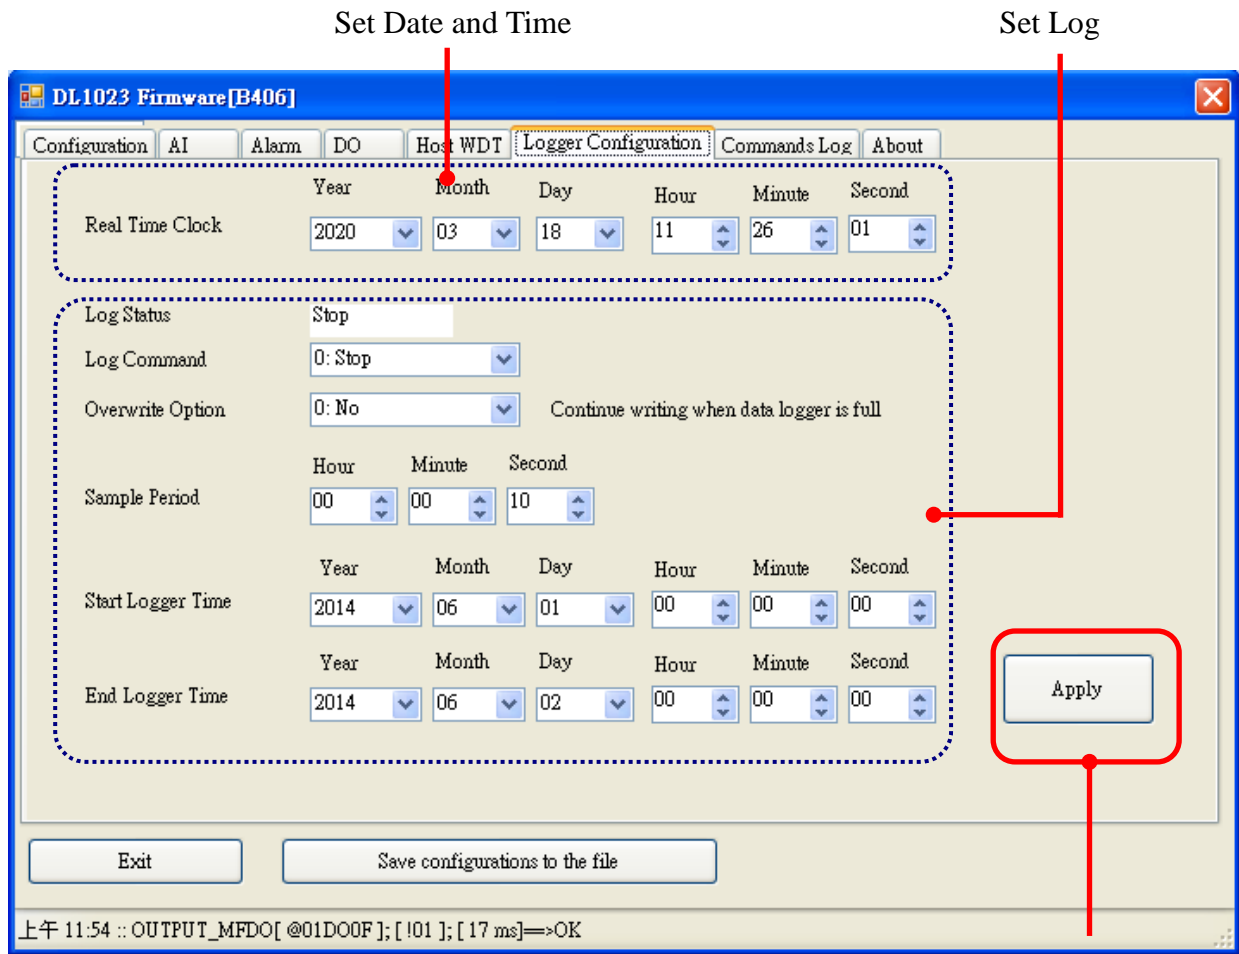 Set Date and Time Set Log
DL1023 Firmware[B406]
Configuration AI Alarm DO Host WDT Logger Configuration Commands Log About
Year Month Day Hour Minute Second
Real Time Clock 2020 03 18 11 26 01
Log Status Stop
Log Command 0: Stop
Overwrite Option 0: No Continue writing when data logger is full
Hour Minute Second
Sample Period 00 00 10
Year Month Day Hour Minute Second
Start Logger Time 2014 06 01 00 00 00
Year Month Day Hour Minute Second
End Logger Time 2014 06 02 00 00 00
Apply
Exit Save configurations to the file
上午 11:54 :: OUTPUT_MFDO[ @01DO0F ]; [ !01 ]; [ 17 ms]==>OK